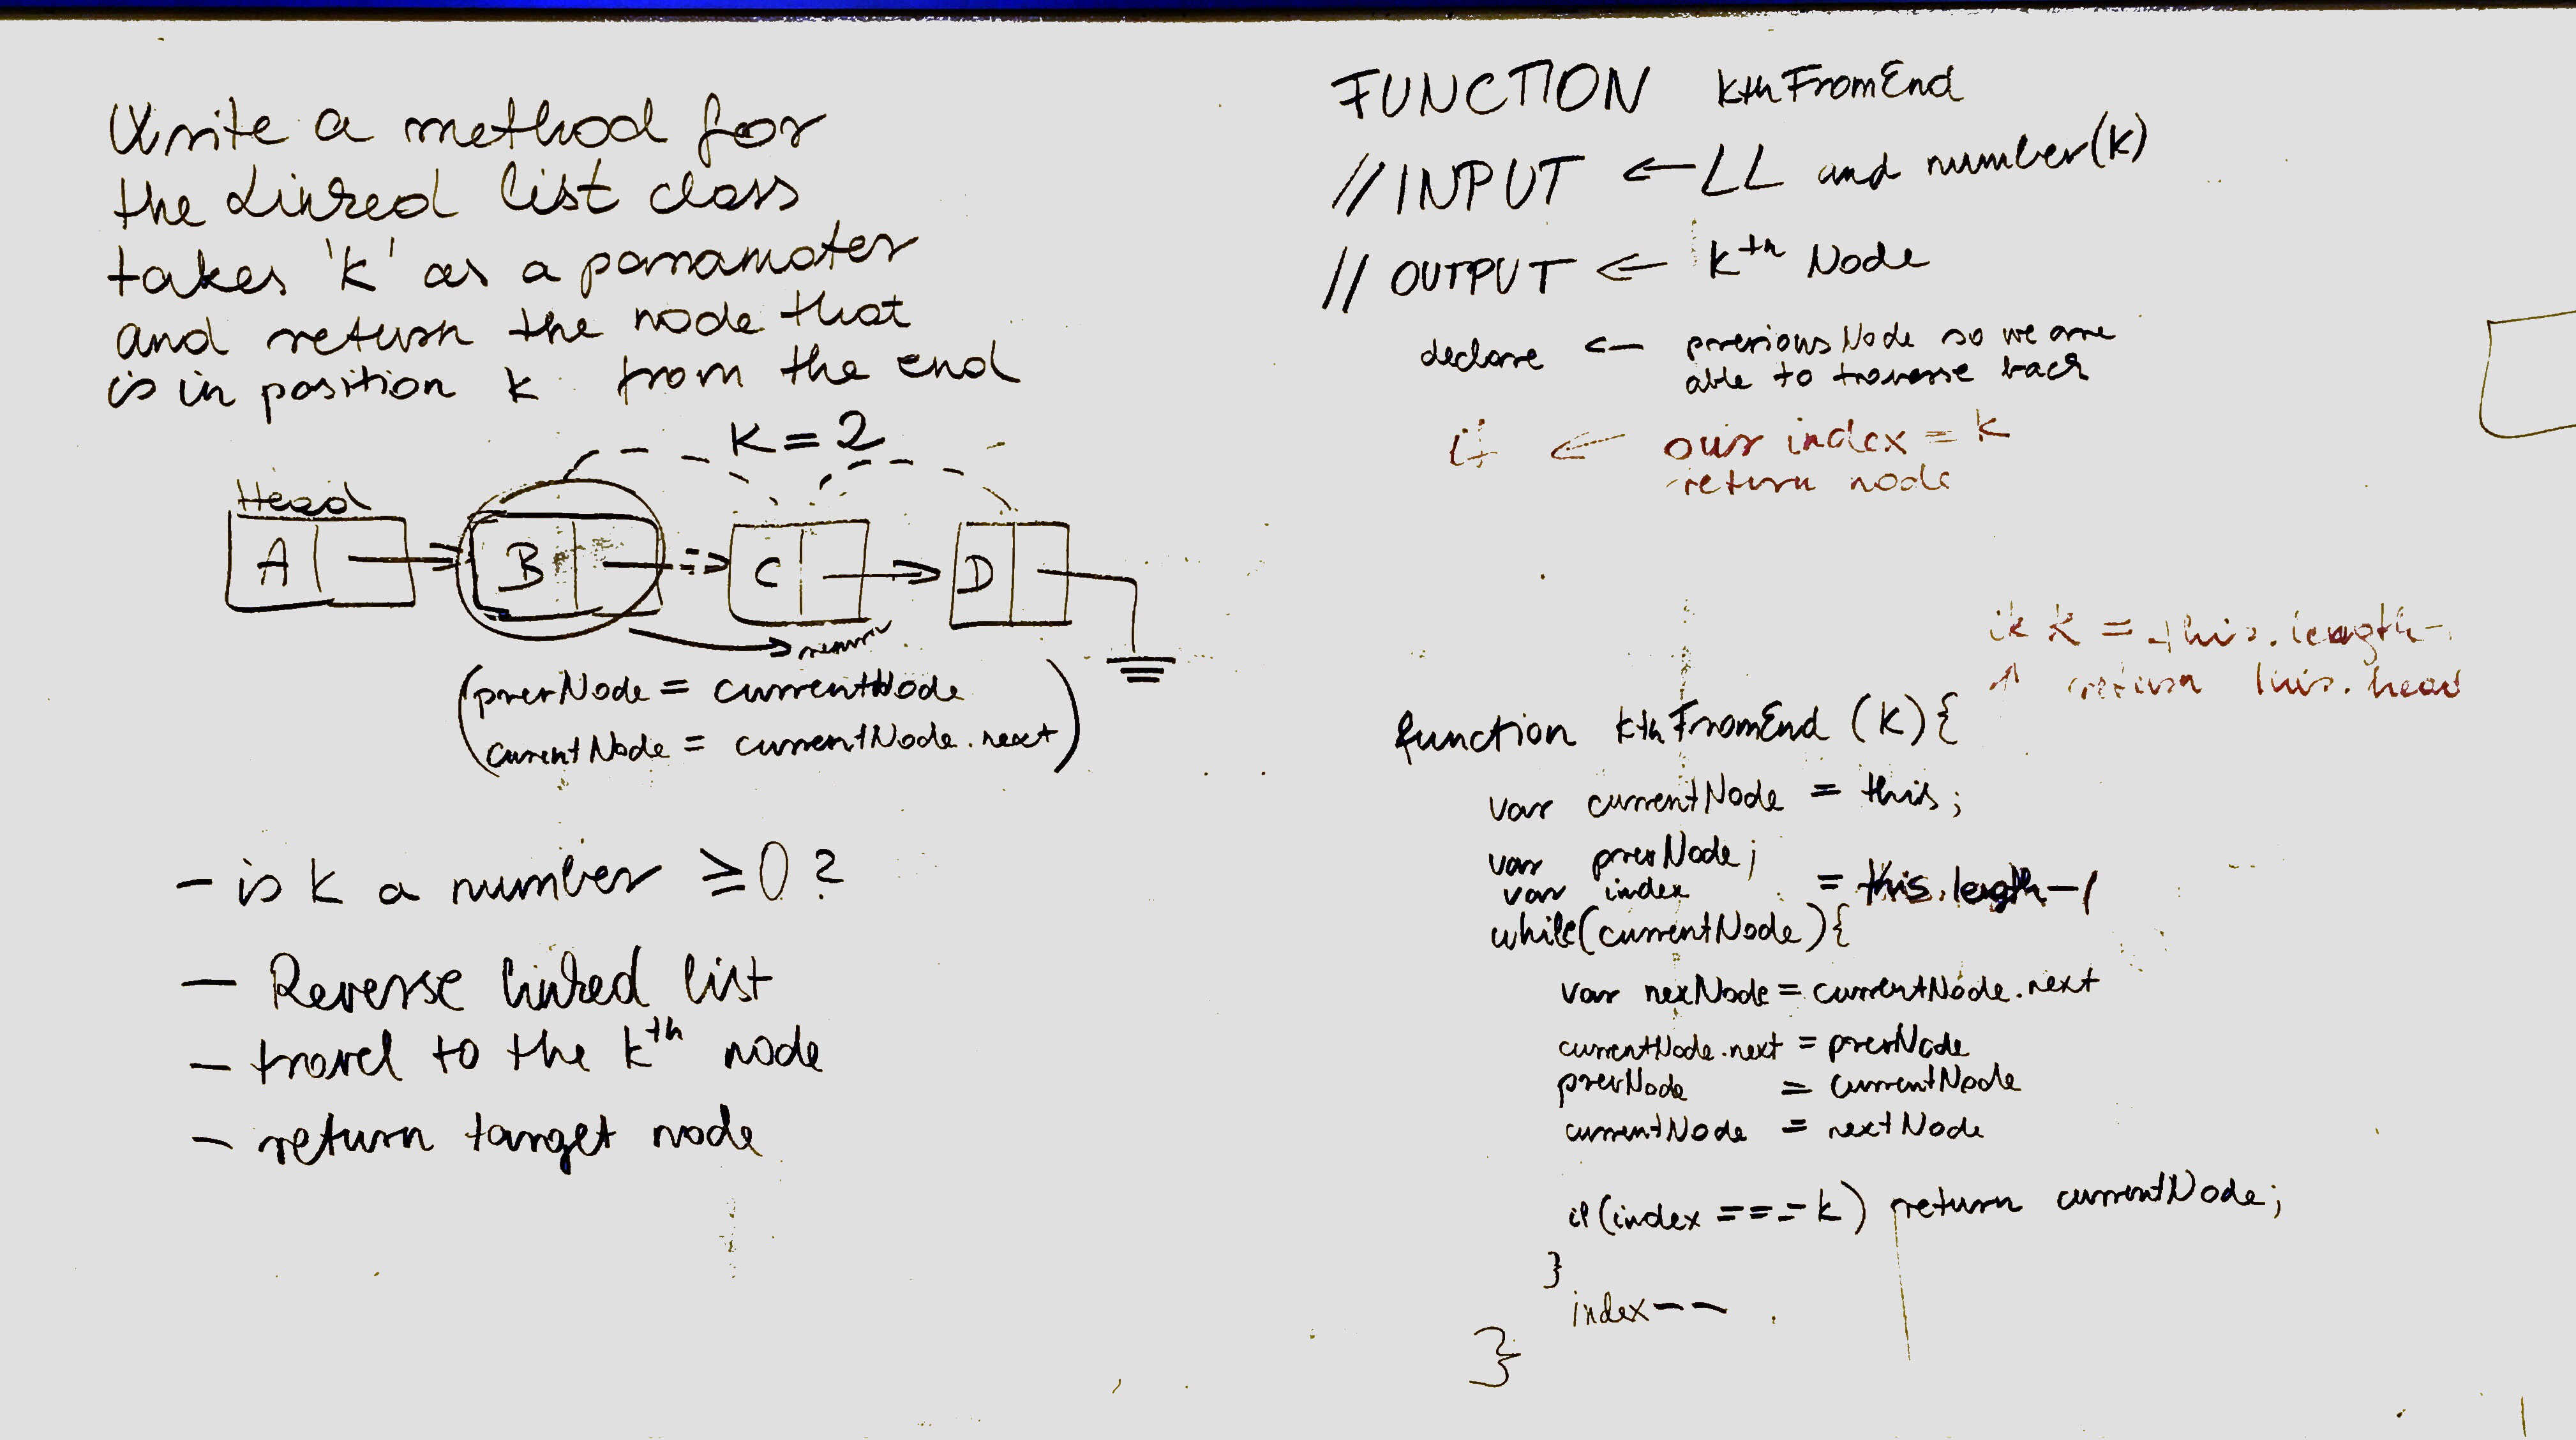 Write a method for
the Linked list class
takes 'k' as a paramater
and return the node that
is in position k from the end
K = 2
Head
A B C D
return
(prevNode = currentNode
currentNode = currentNode.next)
- is k a number ≥ 0 ?
- Reverse linked list
- travel to the kth node
- return target node
FUNCTION kthFromEnd
// INPUT ← LL and number(k)
// OUTPUT ← kth Node
declare ← previousNode so we are
able to traverse back
if ← our index = k
return node
if k = this.length-1
return this.head
function kthFromEnd (k){
var currentNode = this;
var prevNode;
var index = this.length-1
while(currentNode){
var nexNode = currentNode.next
currentNode.next = prevNode
prevNode = currentNode
currentNode = nextNode
if(index === k) return currentNode;
}
index--
}